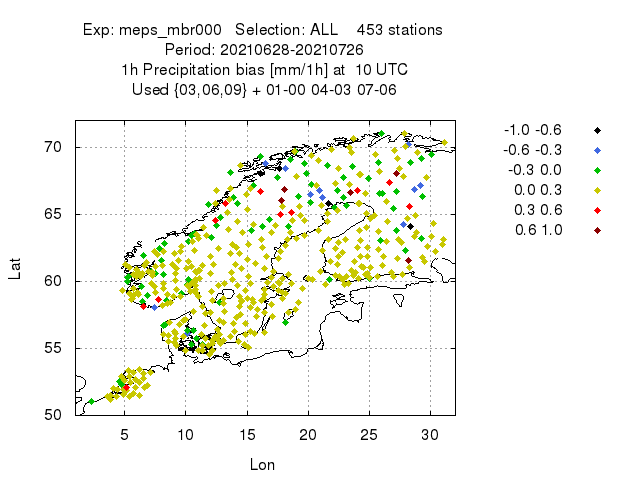 Exp: meps_mbr000   Selection: ALL    453 stations
Period: 20210628-20210726
1h Precipitation bias [mm/1h] at  10 UTC
Used {03,06,09} + 01-00 04-03 07-06
-1.0 -0.6
-0.6 -0.3
-0.3 0.0
0.0 0.3
0.3 0.6
0.6 1.0
70
65
60
55
50
Lat
5 10 15 20 25 30
Lon